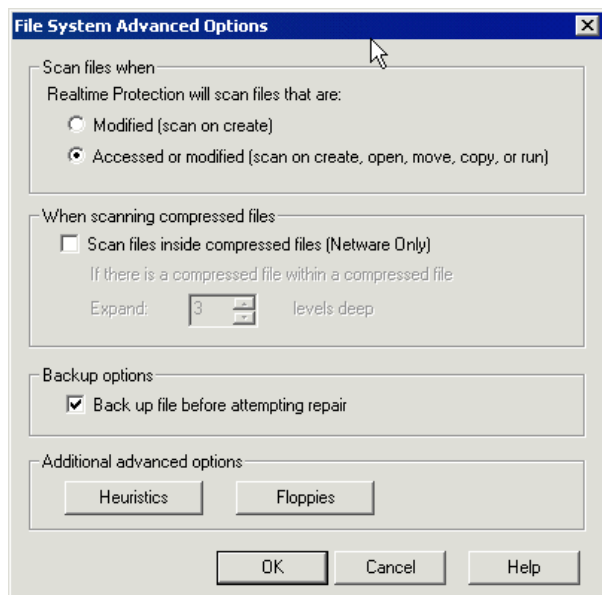 File System Advanced Options
Scan files when
Realtime Protection will scan files that are:
Modified (scan on create)
Accessed or modified (scan on create, open, move, copy, or run)
When scanning compressed files
Scan files inside compressed files (Netware Only)
If there is a compressed file within a compressed file
Expand: 3 levels deep
Backup options
Back up file before attempting repair
Additional advanced options
Heuristics Floppies
OK Cancel Help